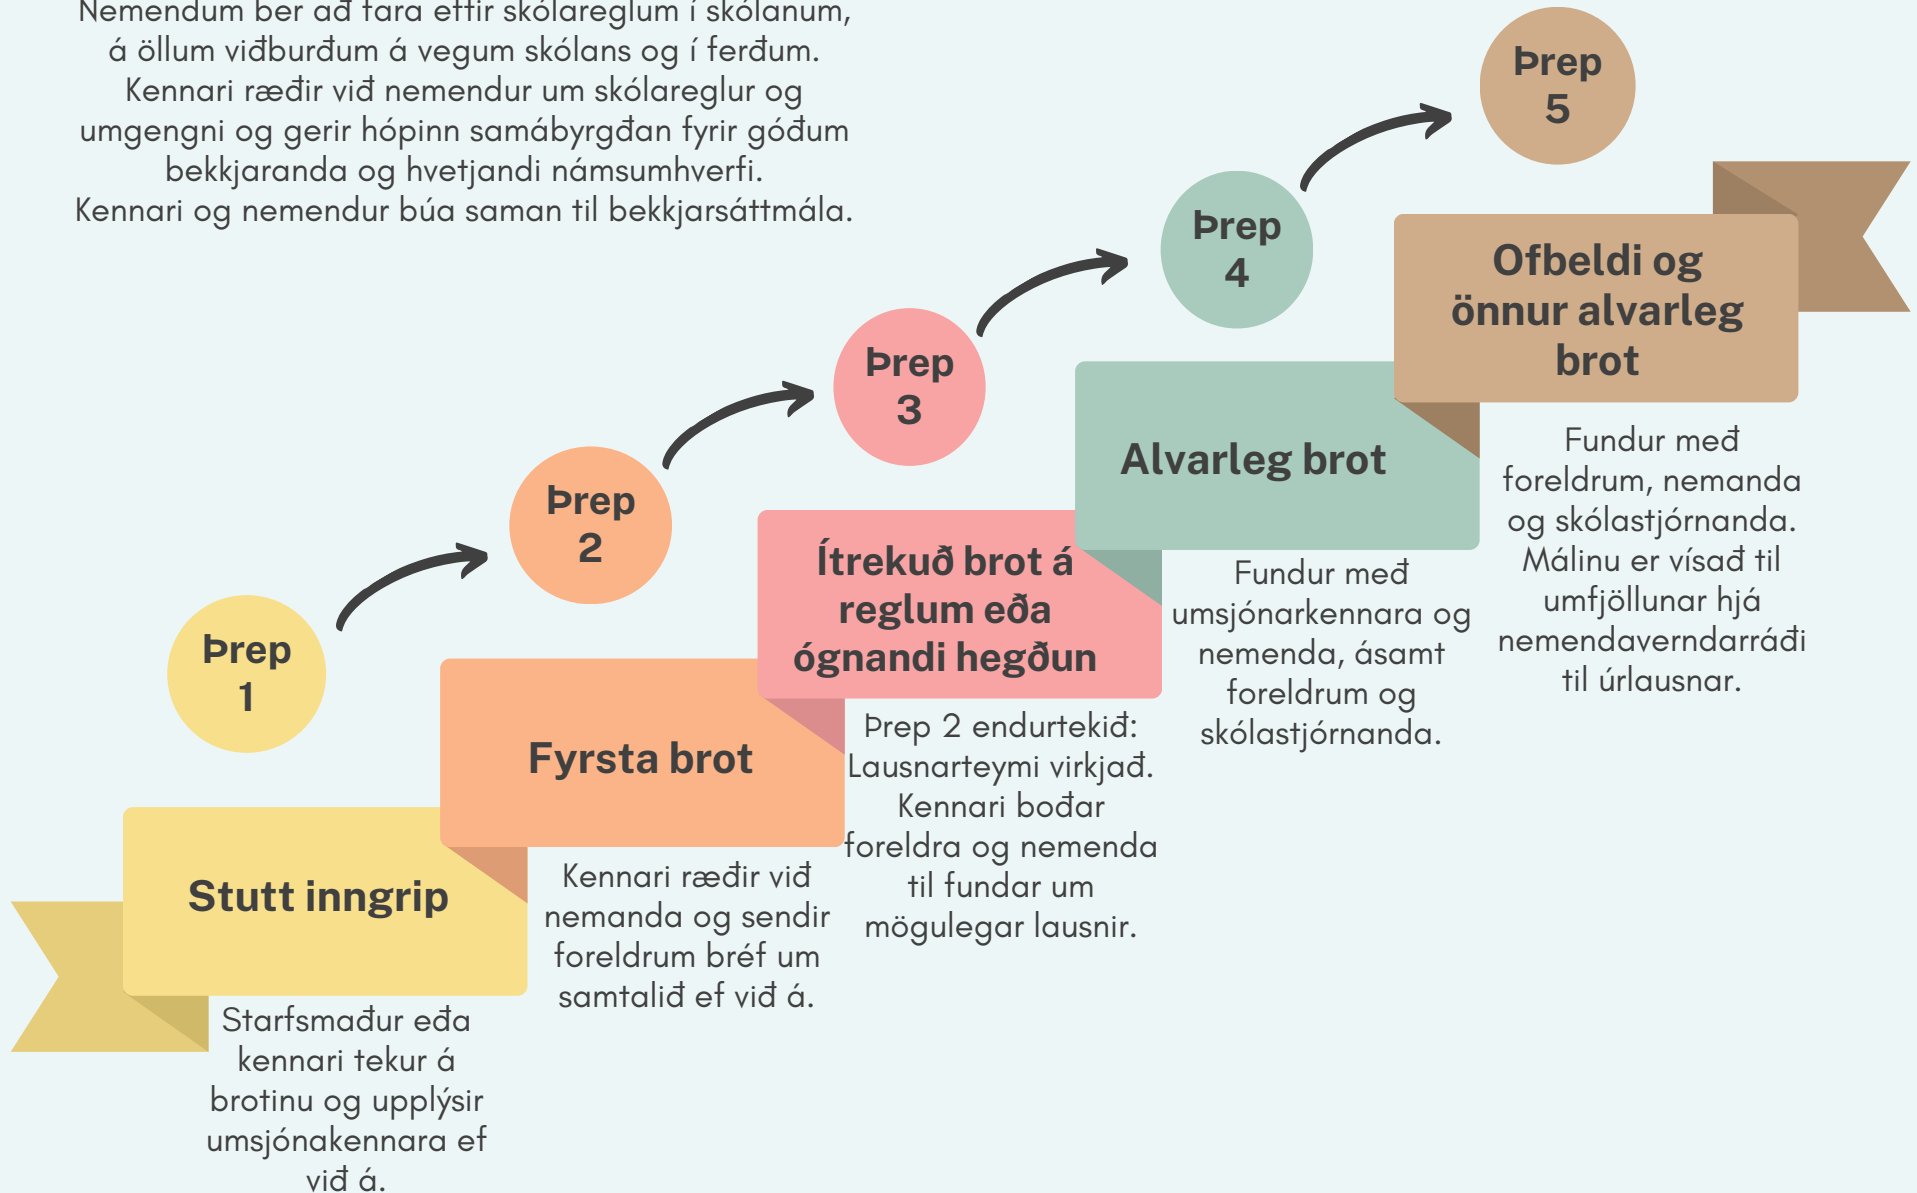 Nemendum ber að fara eftir skólareglum í skólanum,
á öllum viðburðum á vegum skólans og í ferðum.
Kennari ræðir við nemendur um skólareglur og
umgengni og gerir hópinn samábyrgðan fyrir góðum
bekkjaranda og hvetjandi námsumhverfi.
Kennari og nemendur búa saman til bekkjarsáttmála.
Þrep
1
Stutt inngrip
Starfsmaður eða
kennari tekur á
brotinu og upplýsir
umsjónakennara ef
við á.
Þrep
2
Fyrsta brot
Kennari ræðir við
nemanda og sendir
foreldrum bréf um
samtalið ef við á.
Þrep
3
Ítrekuð brot á
reglum eða
ógnandi hegðun
Þrep 2 endurtekið:
Lausnarteymi virkjað.
Kennari boðar
foreldra og nemenda
til fundar um
mögulegar lausnir.
Þrep
4
Alvarleg brot
Fundur með
umsjónarkennara og
nemenda, ásamt
foreldrum og
skólastjórnanda.
Þrep
5
Ofbeldi og
önnur alvarleg
brot
Fundur með
foreldrum, nemanda
og skólastjórnanda.
Málinu er vísað til
umfjöllunar hjá
nemendaverndarráði
til úrlausnar.